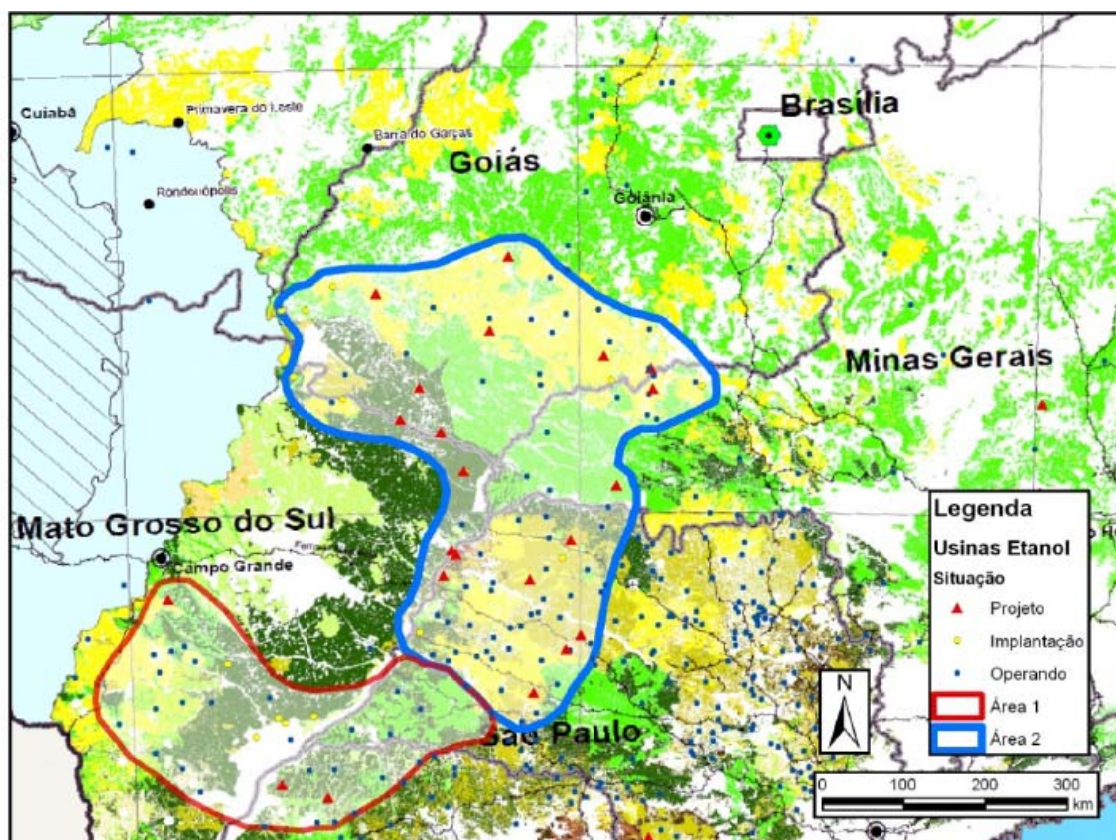 Cuiabá
Primavera do Leste
Brasília
Barra do Garças
Goiás
Rondonópolis
Goiânia
Minas Gerais
Mato Grosso do Sul
Campo Grande
São Paulo
Legenda
Usinas Etanol
Situação
Projeto
Implantação
Operando
Área 1
Área 2
N
0 100 200 300
km